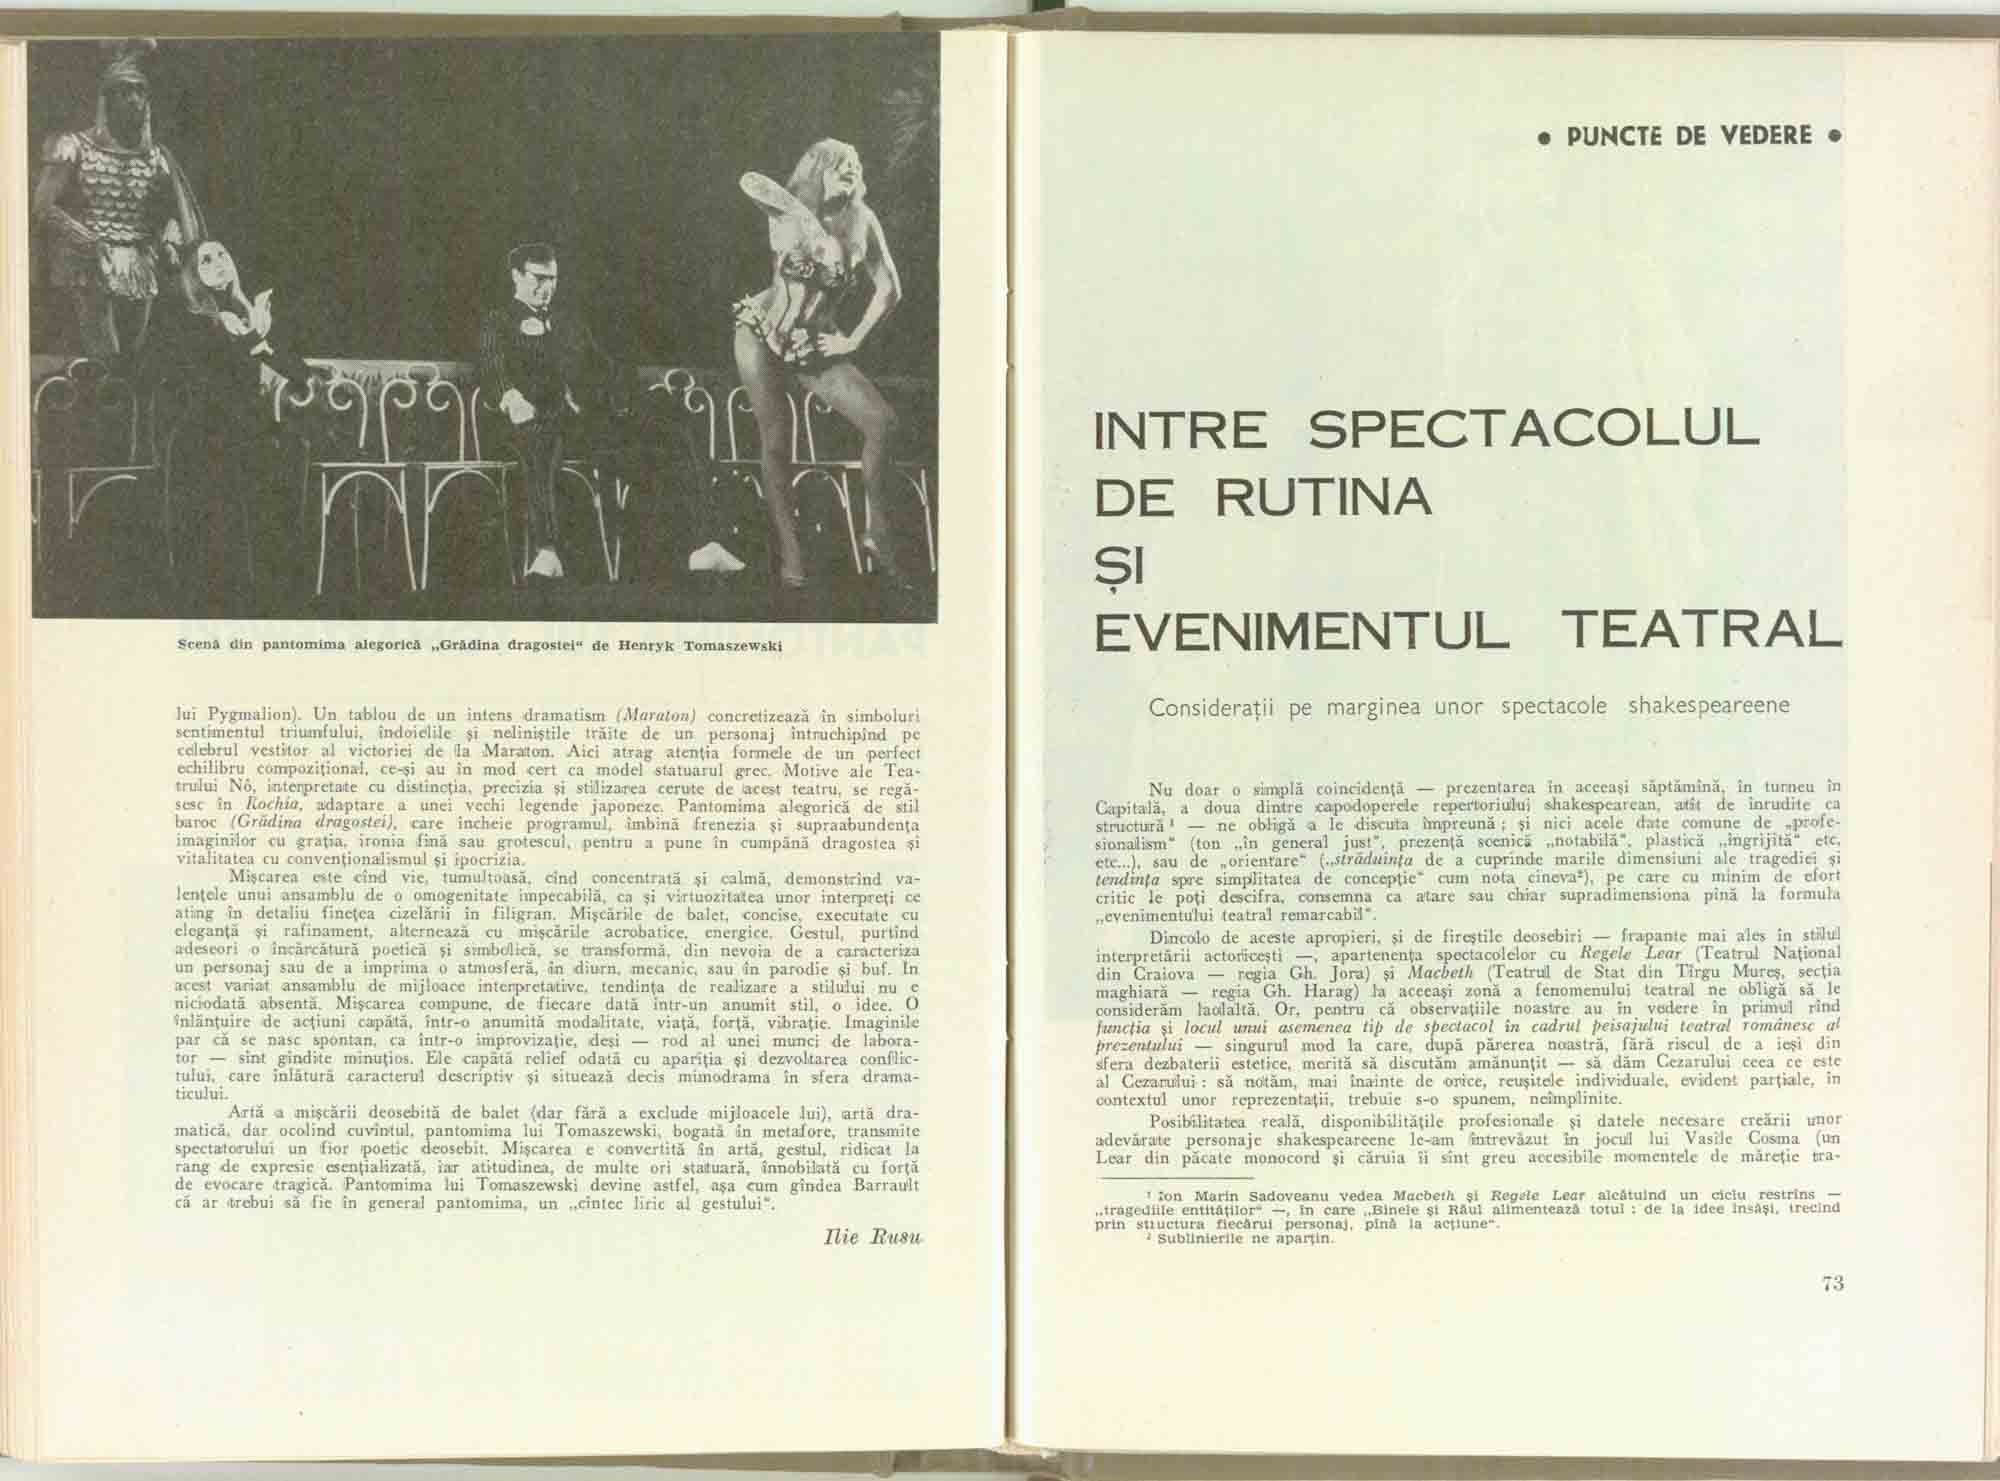 Scenă din pantomima alegorică „Grădina dragostei“ de Henryk Tomaszewski
lui Pygmalion). Un tablou de un intens dramatism (Maraton) concretizează în simboluri
sentimentul triumfului, îndoielile și neliniștile trăite de un personaj întruchipînd pe
celebrul vestitor al victoriei de la Maraton. Aici atrag atenția formele de un perfect
echilibru compozițional, ce-și au în mod cert ca model statuarul grec. Motive ale Tea-
trului Nô, interpretate cu distincția, precizia și stilizarea cerute de acest teatru, se regă-
sesc în Rochia, adaptare a unei vechi legende japoneze. Pantomima alegorică de stil
baroc (Grădina dragostei), care încheie programul, îmbină frenezia și supraabundența
imaginilor cu grația, ironia fină sau grotescul, pentru a pune în cumpănă dragostea și
vitalitatea cu convenționalismul și ipocrizia.
Mișcarea este cînd vie, tumultoasă, cînd concentrată și calmă, demonstrînd va-
lențele unui ansamblu de o omogenitate impecabilă, ca și virtuozitatea unor interpreți ce
ating în detaliu finețea cizelării în filigran. Mișcările de balet, concise, executate cu
eleganță și rafinament, alternează cu mișcările acrobatice, energice. Gestul, purtînd
adeseori o încărcătură poetică și simbolică, se transformă, din nevoia de a caracteriza
un personaj sau de a imprima o atmosferă, în diurn, mecanic, sau în parodie și buf. In
acest variat ansamblu de mijloace interpretative, tendința de realizare a stilului nu e
niciodată absentă. Mișcarea compune, de fiecare dată într-un anumit stil, o idee. O
înlănțuire de acțiuni capătă, într-o anumită modalitate, viață, forță, vibrație. Imaginile
par că se nasc spontan, ca într-o improvizație, deși — rod al unei munci de labora-
tor — sînt gîndite minuțios. Ele capătă relief odată cu apariția și dezvoltarea conflic-
tului, care înlătură caracterul descriptiv și situează decis mimodrama în sfera drama-
ticului.
Artă a mișcării deosebită de balet (dar fără a exclude mijloacele lui), artă dra-
matică, dar ocolind cuvîntul, pantomima lui Tomaszewski, bogată în metafore, transmite
spectatorului un fior poetic deosebit. Mișcarea e convertită în artă, gestul, ridicat la
rang de expresie esențializată, iar atitudinea, de multe ori statuară, înnobilată cu forță
de evocare tragică. Pantomima lui Tomaszewski devine astfel, așa cum gîndea Barrault
că ar trebui să fie în general pantomima, un „cîntec liric al gestului“.
Ilie Rusu
• PUNCTE DE VEDERE •
INTRE SPECTACOLUL
DE RUTINA
ȘI
EVENIMENTUL TEATRAL
Considerații pe marginea unor spectacole shakespeareene
Nu doar o simplă coincidență — prezentarea în aceeași săptămînă, în turneu în
Capitală, a doua dintre capodoperele repertoriului shakespearean, atît de înrudite ca
structură¹ — ne obligă a le discuta împreună ; și nici acele date comune de „profe-
sionalism“ (ton „în general just“, prezență scenică „notabilă“, plastică „îngrijită“ etc,
etc...), sau de „orientare“ („străduința de a cuprinde marile dimensiuni ale tragediei și
tendința spre simplitatea de concepție“ cum nota cineva²), pe care cu minim de efort
critic le poți descifra, consemna ca atare sau chiar supradimensiona pînă la formula
„evenimentului teatral remarcabil“.
Dincolo de aceste apropieri, și de fireștile deosebiri — frapante mai ales în stilul
interpretării actoricești —, apartenența spectacolelor cu Regele Lear (Teatrul Național
din Craiova — regia Gh. Jora) și Macbeth (Teatrul de Stat din Tîrgu Mureș, secția
maghiară — regia Gh. Harag) la aceeași zonă a fenomenului teatral ne obligă să le
considerăm laolaltă. Or, pentru că observațiile noastre au în vedere în primul rînd
funcția și locul unui asemenea tip de spectacol în cadrul peisajului teatral românesc al
prezentului — singurul mod la care, după părerea noastră, fără riscul de a ieși din
sfera dezbaterii estetice, merită să discutăm amănunțit — să dăm Cezarului ceea ce este
al Cezarului : să notăm, mai înainte de orice, reușitele individuale, evident parțiale, în
contextul unor reprezentații, trebuie s-o spunem, neîmplinite.
Posibilitatea reală, disponibilitățile profesionale și datele necesare creării unor
adevărate personaje shakespeareene le-am întrevăzut în jocul lui Vasile Cosma (un
Lear din păcate monocord și căruia îi sînt greu accesibile momentele de măreție tra-
¹ Ion Marin Sadoveanu vedea Macbeth și Regele Lear alcătuind un ciclu restrîns —
„tragediile entităților“ —, în care „Binele și Răul alimentează totul : de la idee însăși, trecînd
prin structura fiecărui personaj, pînă la acțiune“.
² Sublinierile ne aparțin.
73